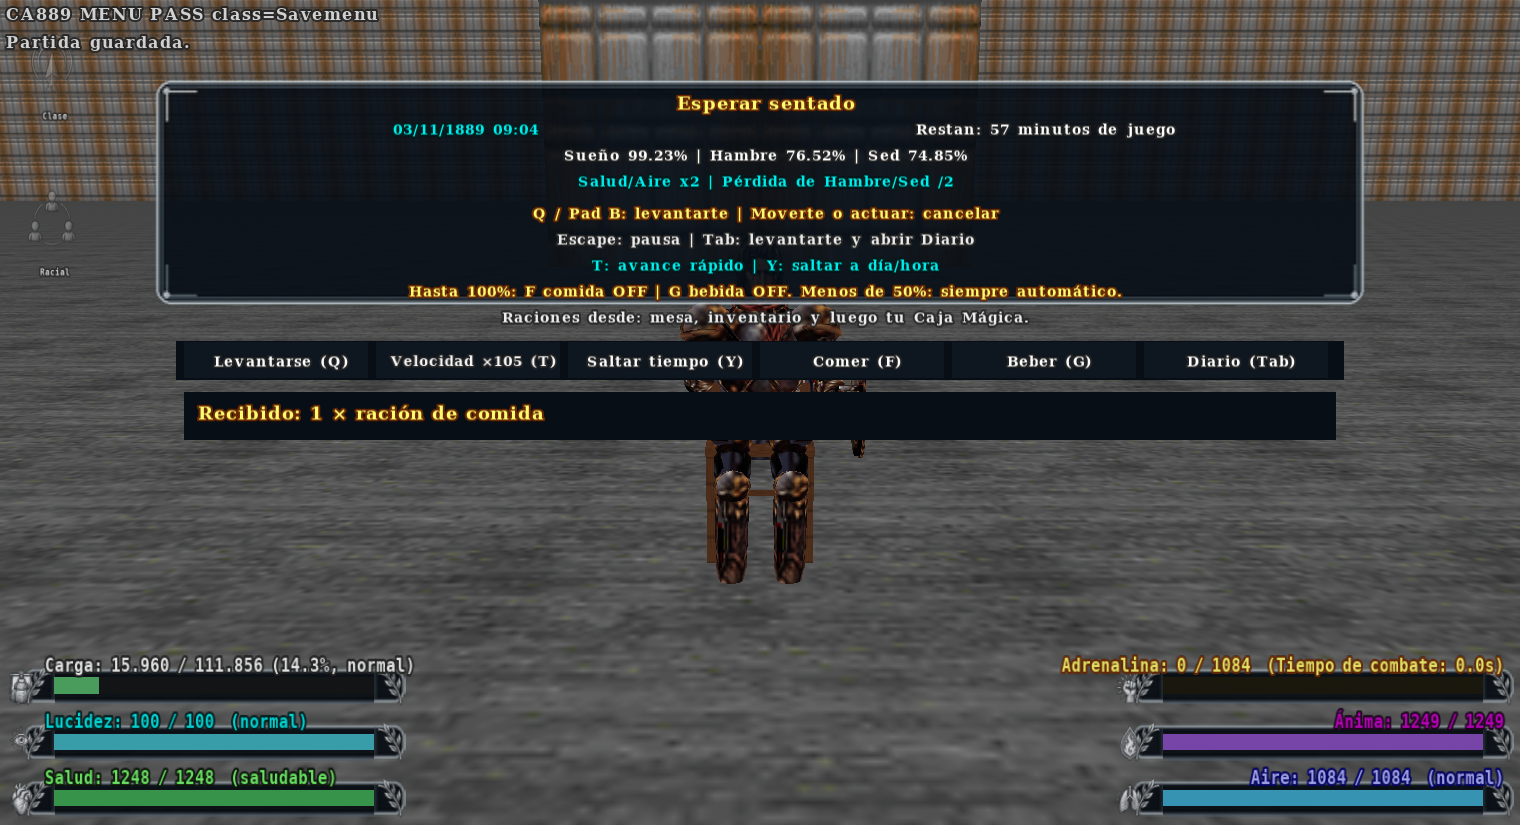 CA889 MENU PASS class=Savemenu
Partida guardada.
Clase
Racial
Esperar sentado
03/11/1889 09:04
Restan: 57 minutos de juego
Sueño 99.23% | Hambre 76.52% | Sed 74.85%
Salud/Aire x2 | Pérdida de Hambre/Sed /2
Q / Pad B: levantarte | Moverte o actuar: cancelar
Escape: pausa | Tab: levantarte y abrir Diario
T: avance rápido | Y: saltar a día/hora
Hasta 100%: F comida OFF | G bebida OFF. Menos de 50%: siempre automático.
Raciones desde: mesa, inventario y luego tu Caja Mágica.
Levantarse (Q)
Velocidad ×105 (T)
Saltar tiempo (Y)
Comer (F)
Beber (G)
Diario (Tab)
Recibido: 1 × ración de comida
Carga: 15.960 / 111.856 (14.3%, normal)
Lucidez: 100 / 100 (normal)
Salud: 1248 / 1248 (saludable)
Adrenalina: 0 / 1084 (Tiempo de combate: 0.0s)
Ánima: 1249 / 1249
Aire: 1084 / 1084 (normal)